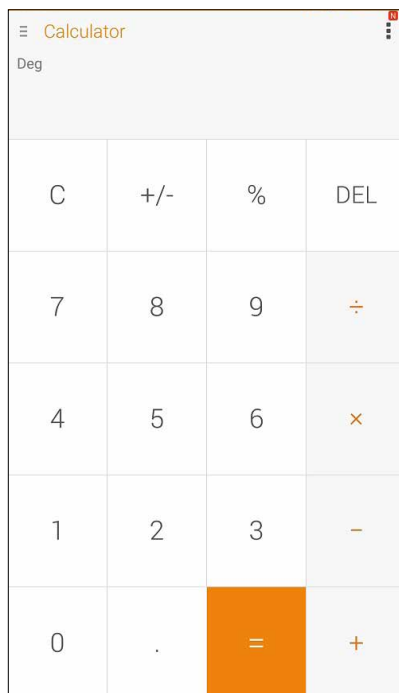 Calculator
N
Deg
C +/- % DEL
7 8 9 ÷
4 5 6 ×
1 2 3 −
0 . = +